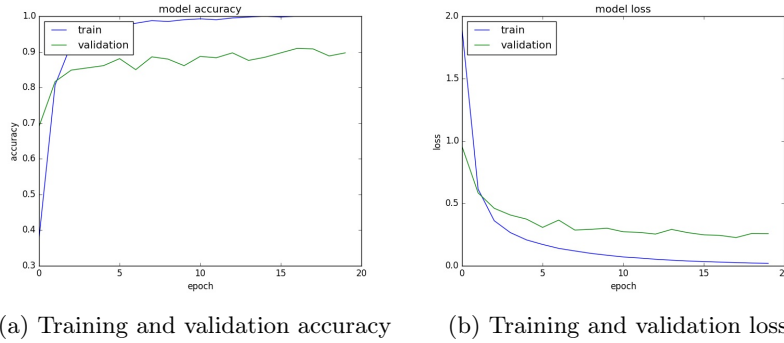 model accuracy
train
validation
1.0
0.9
0.8
0.7
0.6
0.5
0.4
0.3
accuracy
0
5
10
15
20
epoch
model loss
train
validation
2.0
1.5
1.0
0.5
0.0
loss
0
5
10
15
20
epoch
(a) Training and validation accuracy
(b) Training and validation loss